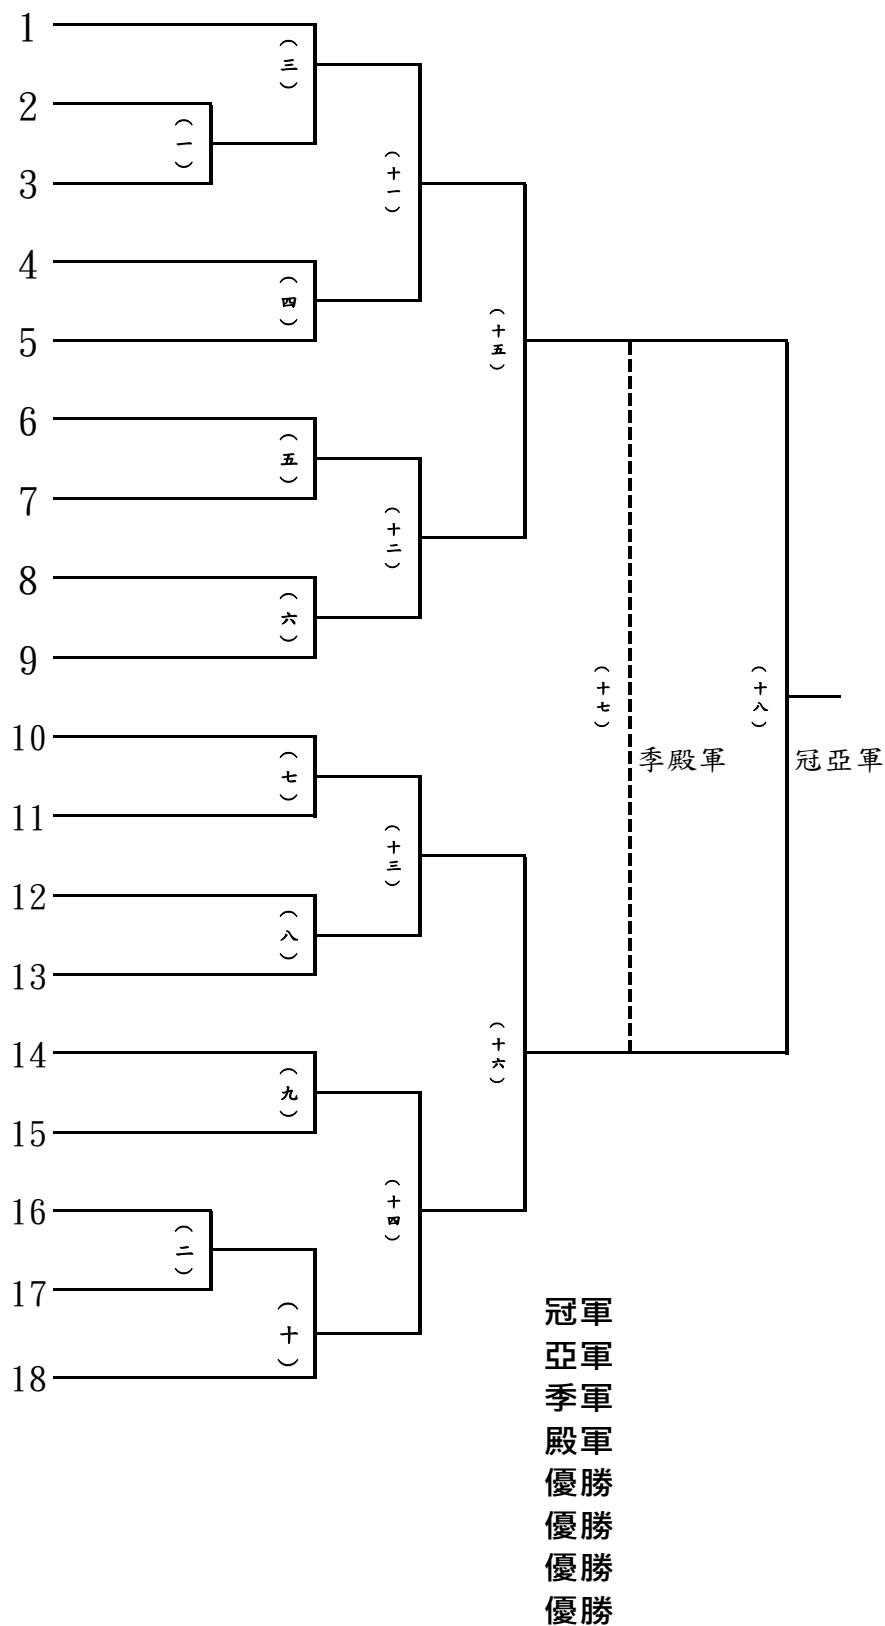 1
(三)
2
(一)
3
(十一)
4
(四)
5
(十五)
6
(五)
7
(十二)
8
(六)
9
(十七)
(十八)
10
季殿軍
冠亞軍
(七)
11
(十三)
12
(八)
13
(十六)
14
(九)
15
(十四)
16
(二)
17
(十)
18
冠軍
亞軍
季軍
殿軍
優勝
優勝
優勝
優勝